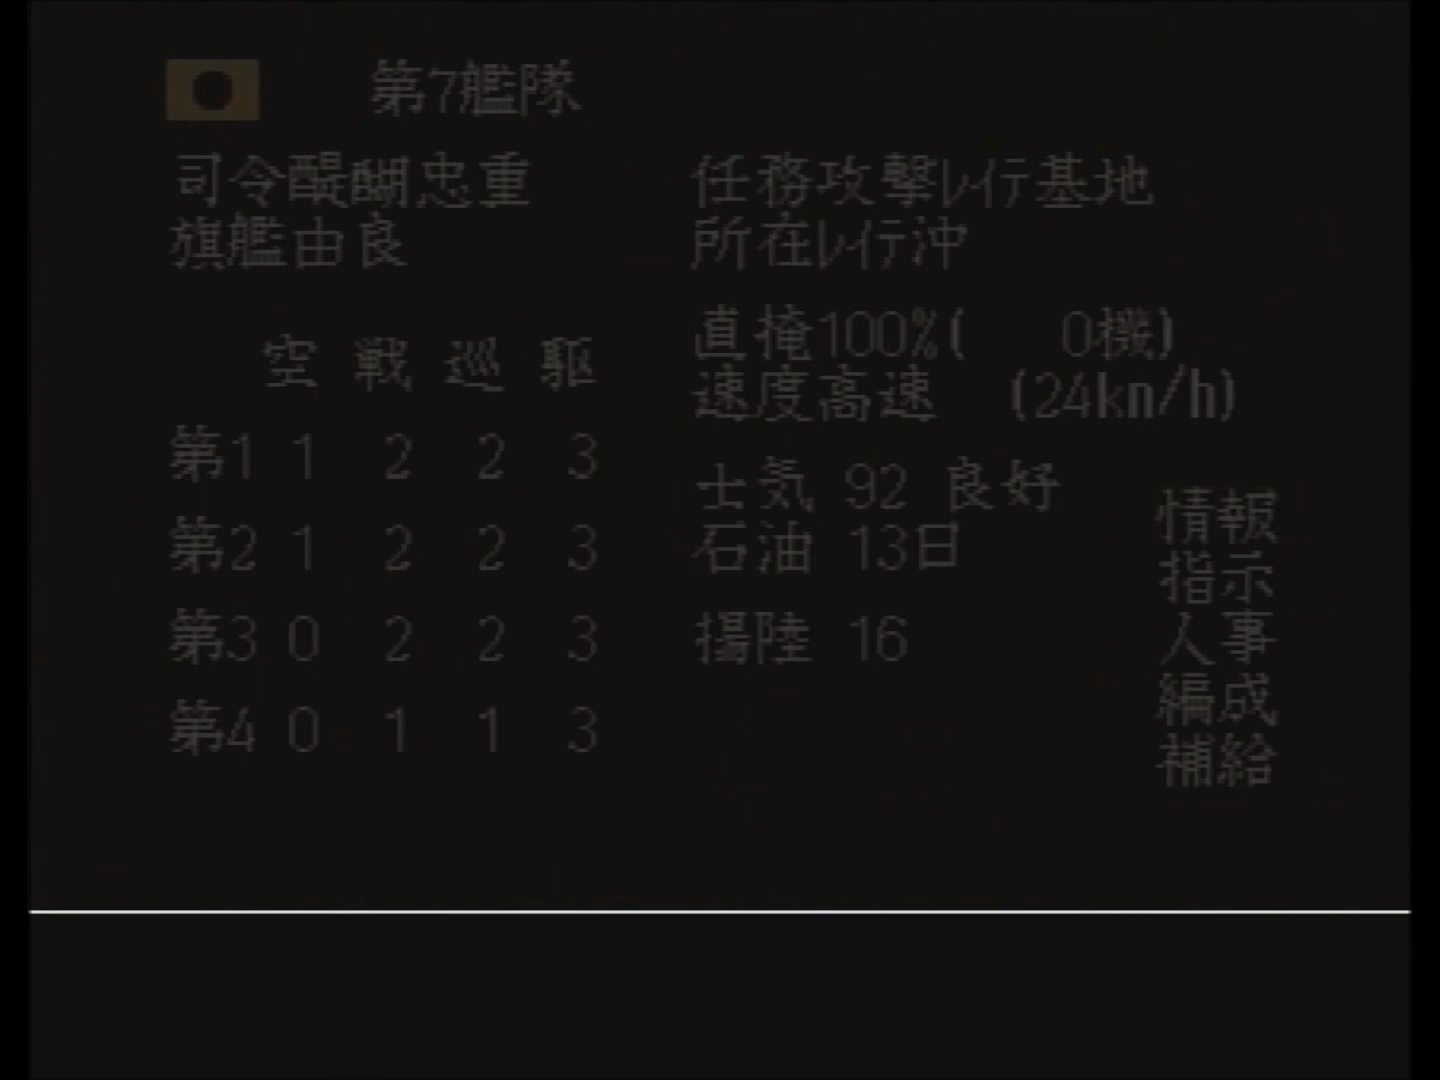 第7艦隊
司令醍醐忠重
旗艦由良
任務攻撃ﾚｲﾃ基地
所在ﾚｲﾃ沖
直掩100%( 0機)
速度高速 (24kn/h)
空 戦 巡 駆
第1 1 2 2 3
第2 1 2 2 3
第3 0 2 2 3
第4 0 1 1 3
士気 92 良好
石油 13日
揚陸 16
情報
指示
人事
編成
補給